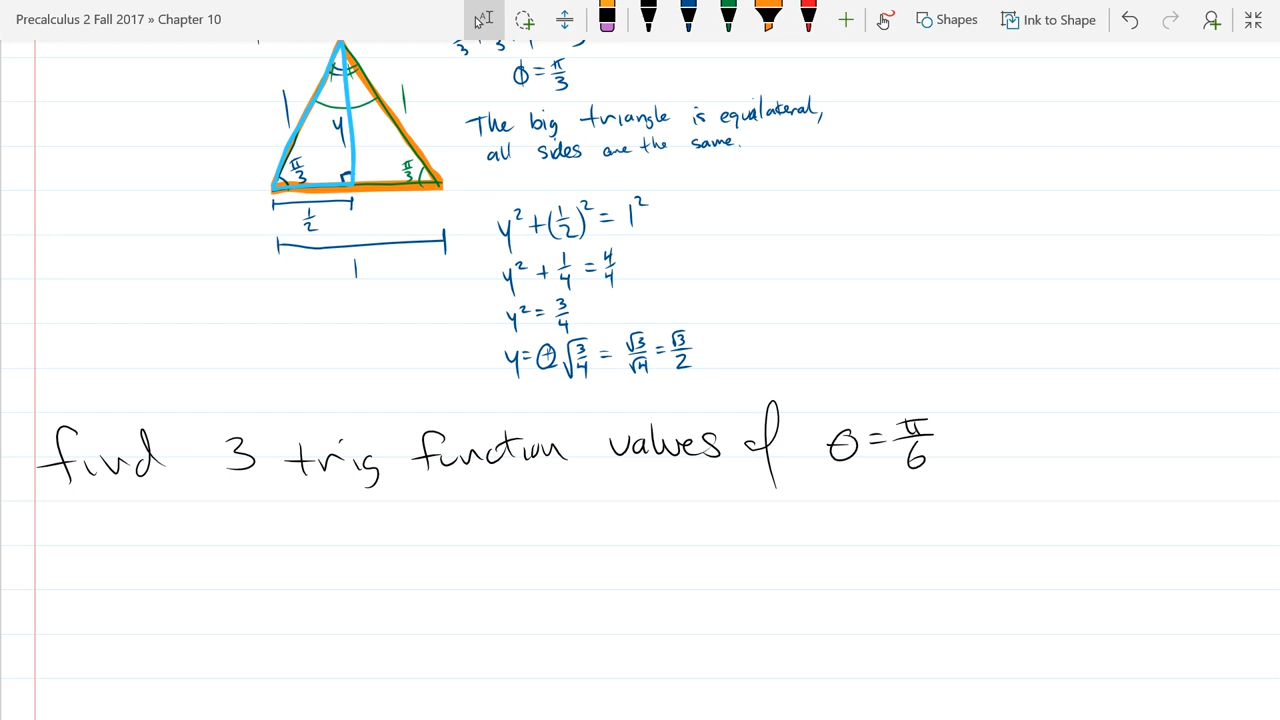 Precalculus 2 Fall 2017 » Chapter 10
Shapes
Ink to Shape
ϕ = π/3
The big triangle is equilateral,
all sides are the same.
1
1
y
π/3
π/3
1/2
1
y² + (1/2)² = 1²
y² + 1/4 = 4/4
y² = 3/4
y = ⊕ √(3/4) = √3/√4 = √3/2
find 3 trig function values of θ = π/6